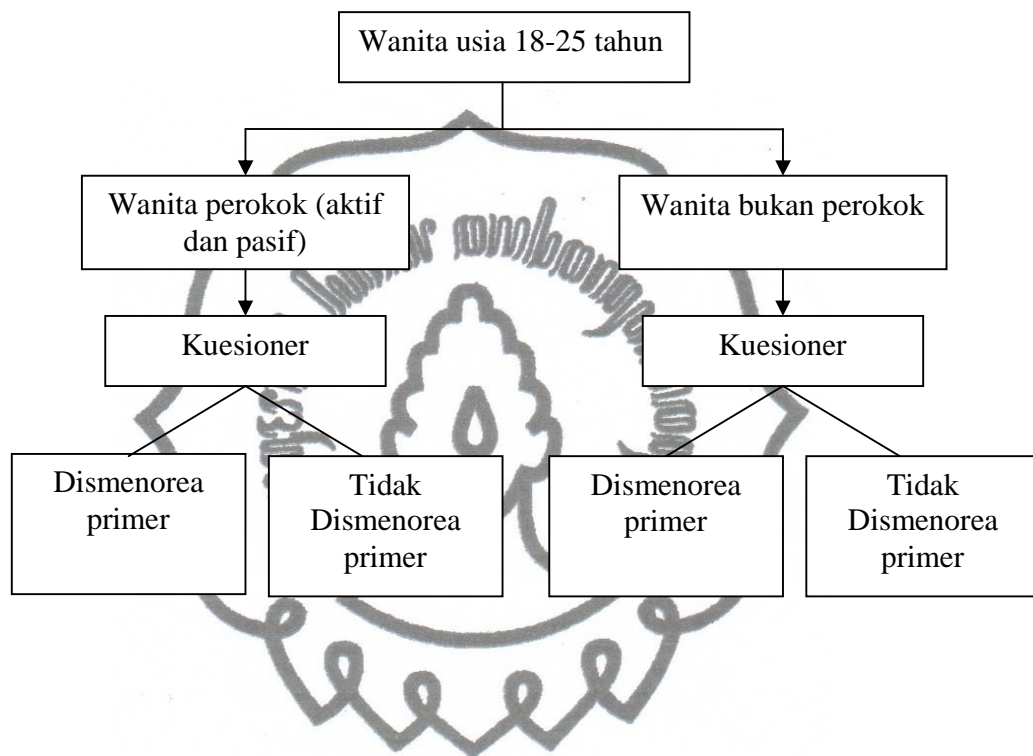 Wanita usia 18-25 tahun
Wanita perokok (aktif
dan pasif)
Wanita bukan perokok
Kuesioner
Kuesioner
Dismenorea
primer
Tidak
Dismenorea
primer
Dismenorea
primer
Tidak
Dismenorea
primer